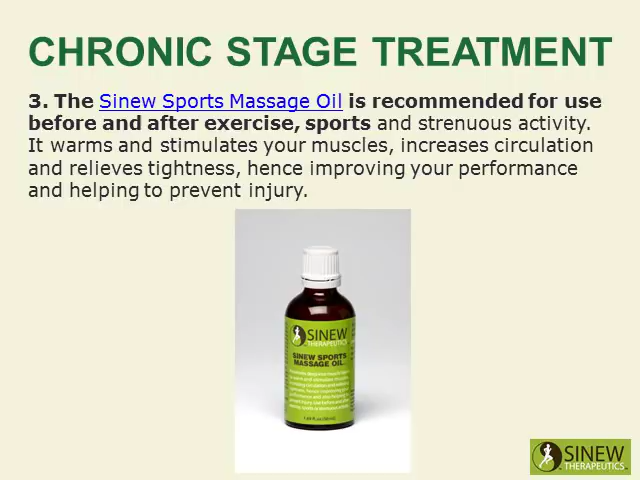 CHRONIC STAGE TREATMENT
3. The Sinew Sports Massage Oil is recommended for use
before and after exercise, sports and strenuous activity.
It warms and stimulates your muscles, increases circulation
and relieves tightness, hence improving your performance
and helping to prevent injury.
SINEW
THERAPEUTICS
SINEW SPORTS
MASSAGE OIL
SINEW
THERAPEUTICS